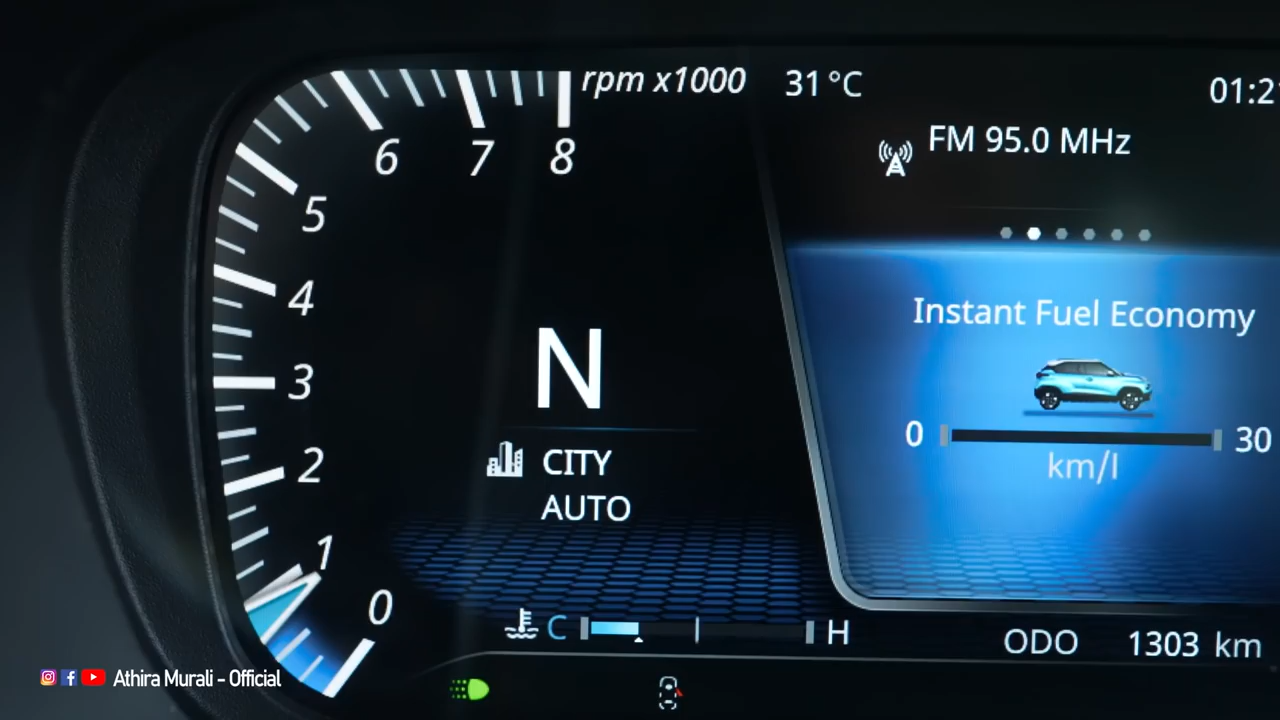 rpm x1000
31°C
FM 95.0 MHz
6 7 8
5
4
3
2
1
0
N
CITY
AUTO
Instant Fuel Economy
0 30
km/l
C H
ODO 1303 km
Athira Murali - Official